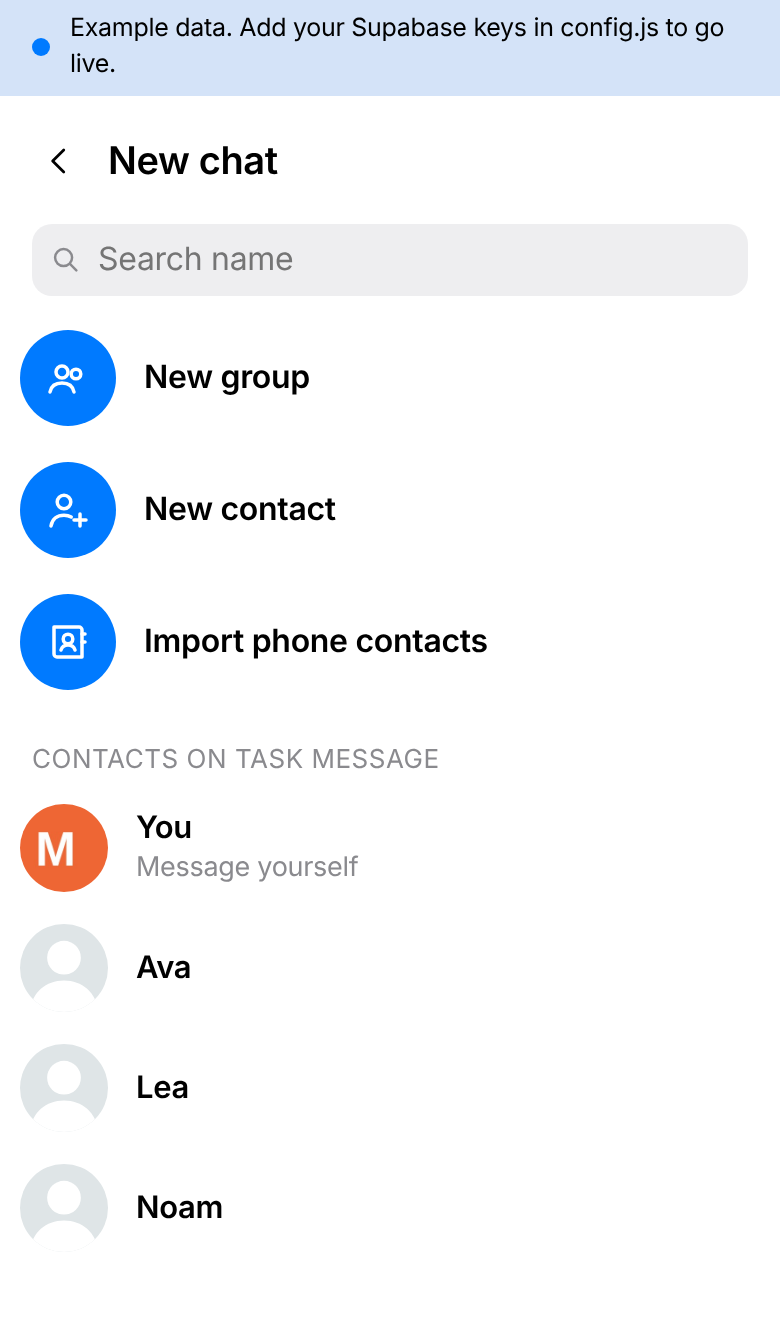 Example data. Add your Supabase keys in config.js to go
live.
New chat
Search name
New group
New contact
Import phone contacts
CONTACTS ON TASK MESSAGE
M
You
Message yourself
Ava
Lea
Noam